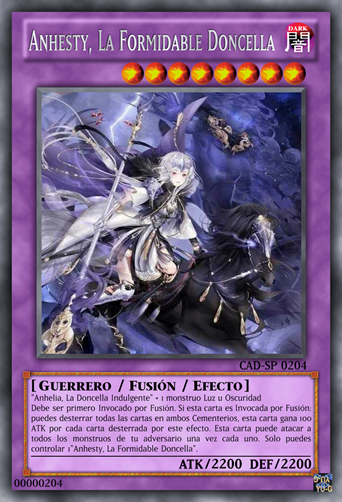 ANHESTY, LA FORMIDABLE DONCELLA
DARK
闇
CAD-SP 0204
[GUERRERO / FUSIÓN / EFECTO]
"Anhelia, La Doncella Indulgente" + 1 monstruo Luz u Oscuridad
Debe ser primero Invocado por Fusión. Si esta carta es Invocada por Fusión:
puedes desterrar todas las cartas en ambos Cementerios, esta carta gana 100
ATK por cada carta desterrada por este efecto. Esta carta puede atacar a
todos los monstruos de tu adversario una vez cada uno. Solo puedes
controlar 1"Anhesty, La Formidable Doncella".
ATK/2200 DEF/2200
00000204